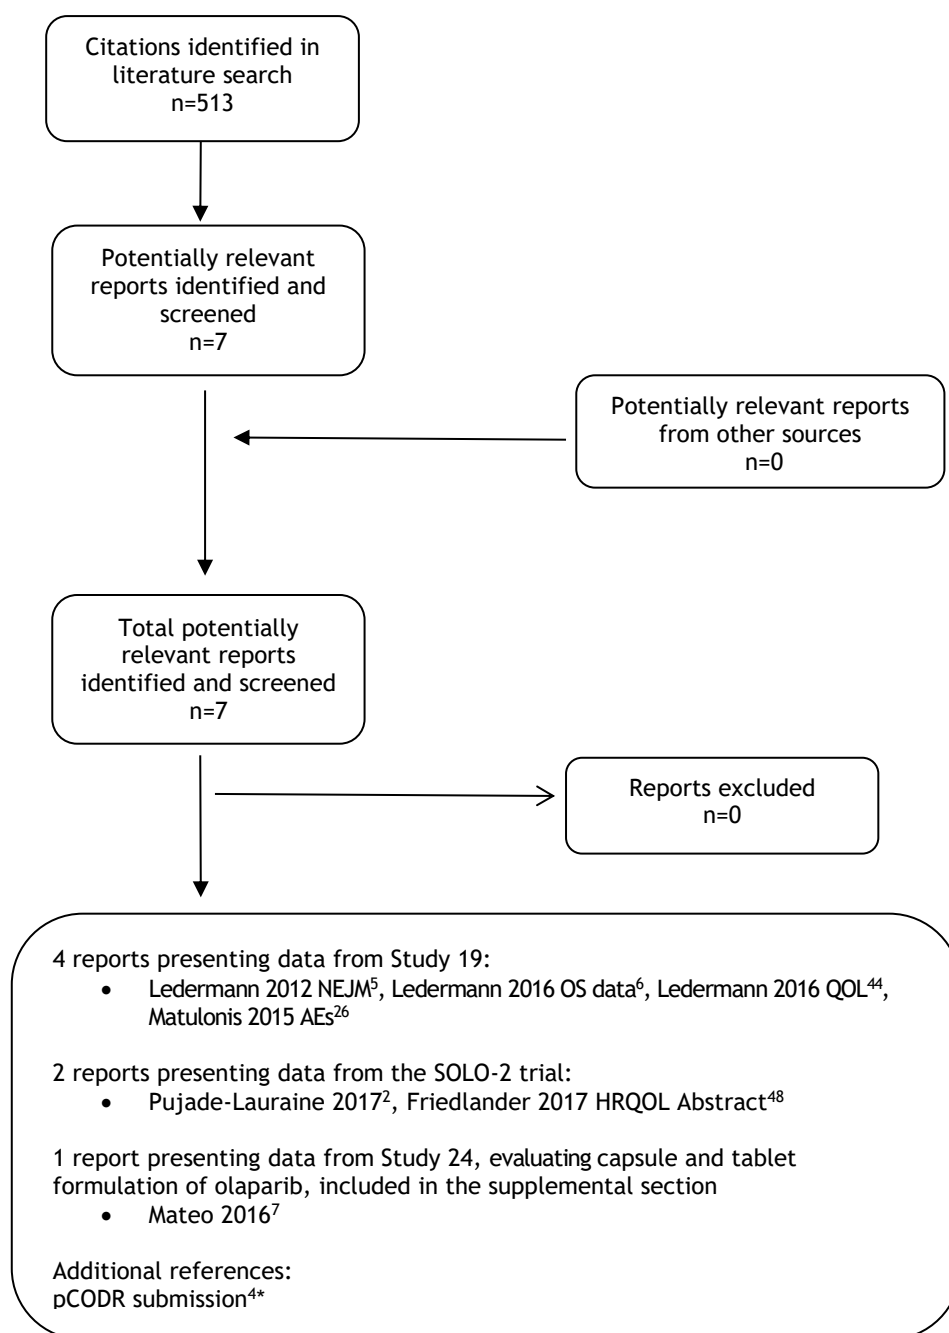 Citations identified in
literature search
n=513
Potentially relevant
reports identified and
screened
n=7
Potentially relevant reports
from other sources
n=0
Total potentially
relevant reports
identified and screened
n=7
Reports excluded
n=0
4 reports presenting data from Study 19:
• Ledermann 2012 NEJM⁵, Ledermann 2016 OS data⁶, Ledermann 2016 QOL⁴⁴,
Matulonis 2015 AEs²⁶
2 reports presenting data from the SOLO-2 trial:
• Pujade-Lauraine 2017², Friedlander 2017 HRQOL Abstract⁴⁸
1 report presenting data from Study 24, evaluating capsule and tablet
formulation of olaparib, included in the supplemental section
• Mateo 2016⁷
Additional references:
pCODR submission⁴*